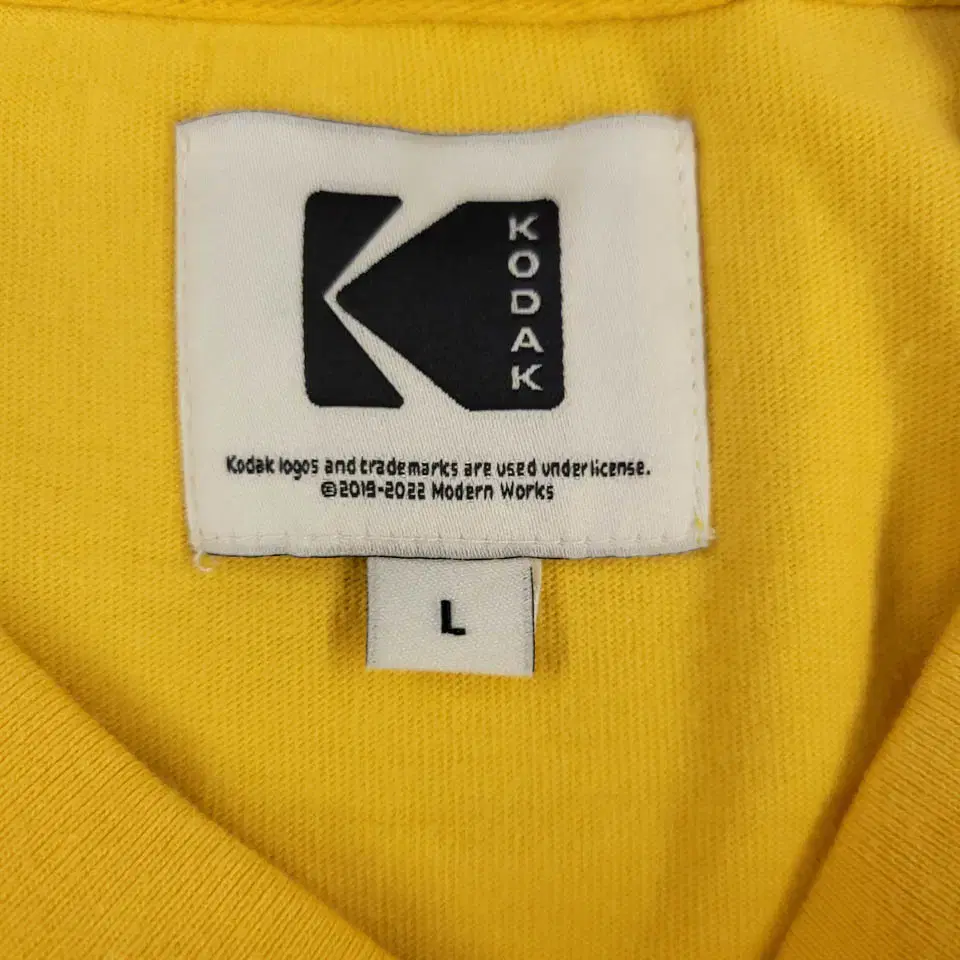 KODAK
Kodak logos and trademarks are used under license.
©2019-2022 Modern Works
L